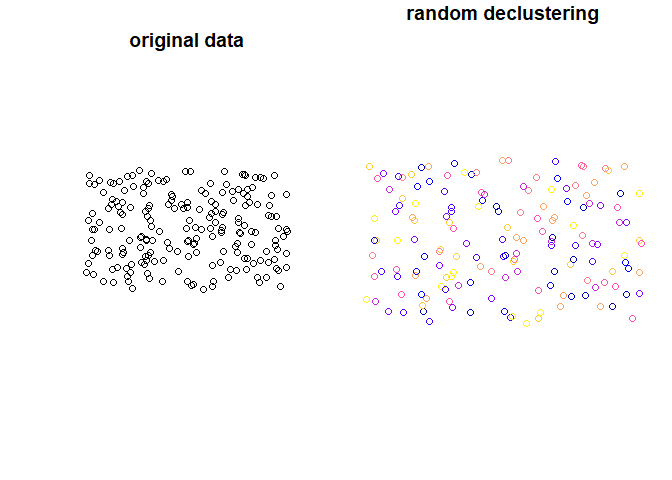 original data
random declustering